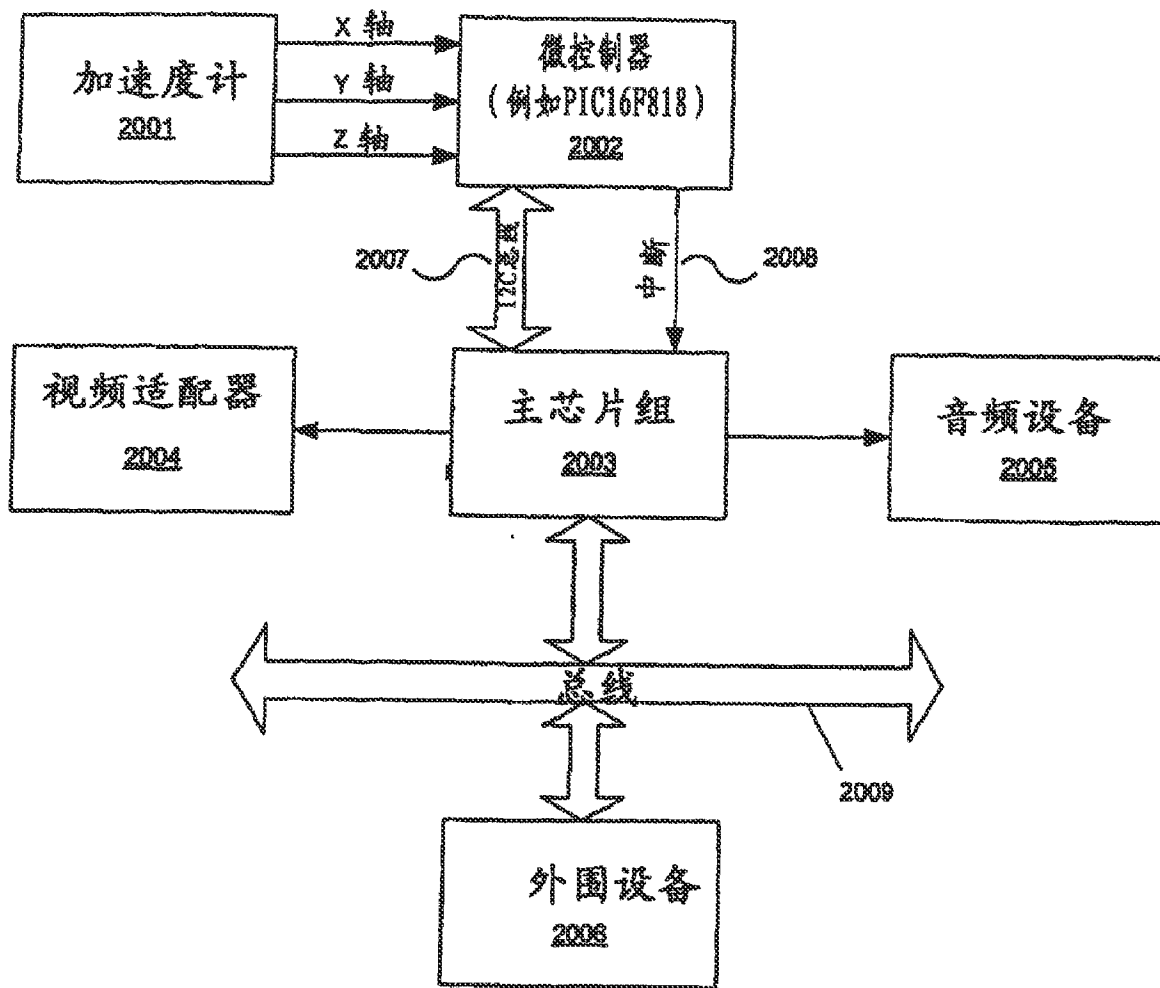 加速度计
2001
X 轴
Y 轴
Z 轴
微控制器
(例如PIC16F818)
2002
2007
I2C总线
中断
2008
视频适配器
2004
主芯片组
2003
音频设备
2005
总线
2009
外围设备
2006